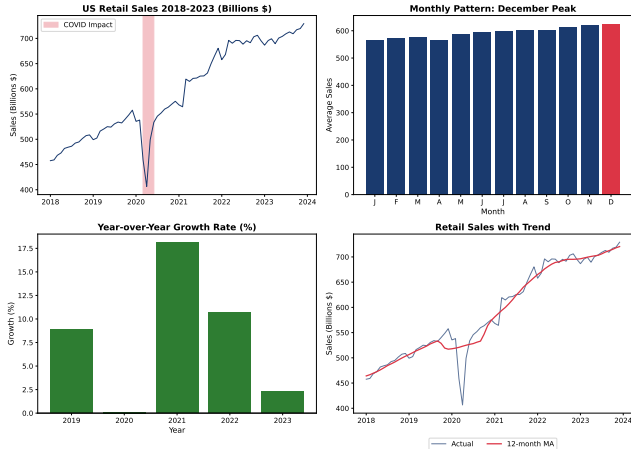 US Retail Sales 2018-2023 (Billions $)
COVID Impact
Sales (Billions $)
700
650
600
550
500
450
400
2018 2019 2020 2021 2022 2023 2024
Monthly Pattern: December Peak
Average Sales
600
500
400
300
200
100
0
J F M A M J J A S O N D
Month
Year-over-Year Growth Rate (%)
Growth (%)
17.5
15.0
12.5
10.0
7.5
5.0
2.5
0.0
2019 2020 2021 2022 2023
Year
Retail Sales with Trend
Sales (Billions $)
700
650
600
550
500
450
400
2018 2019 2020 2021 2022 2023 2024
Actual 12-month MA